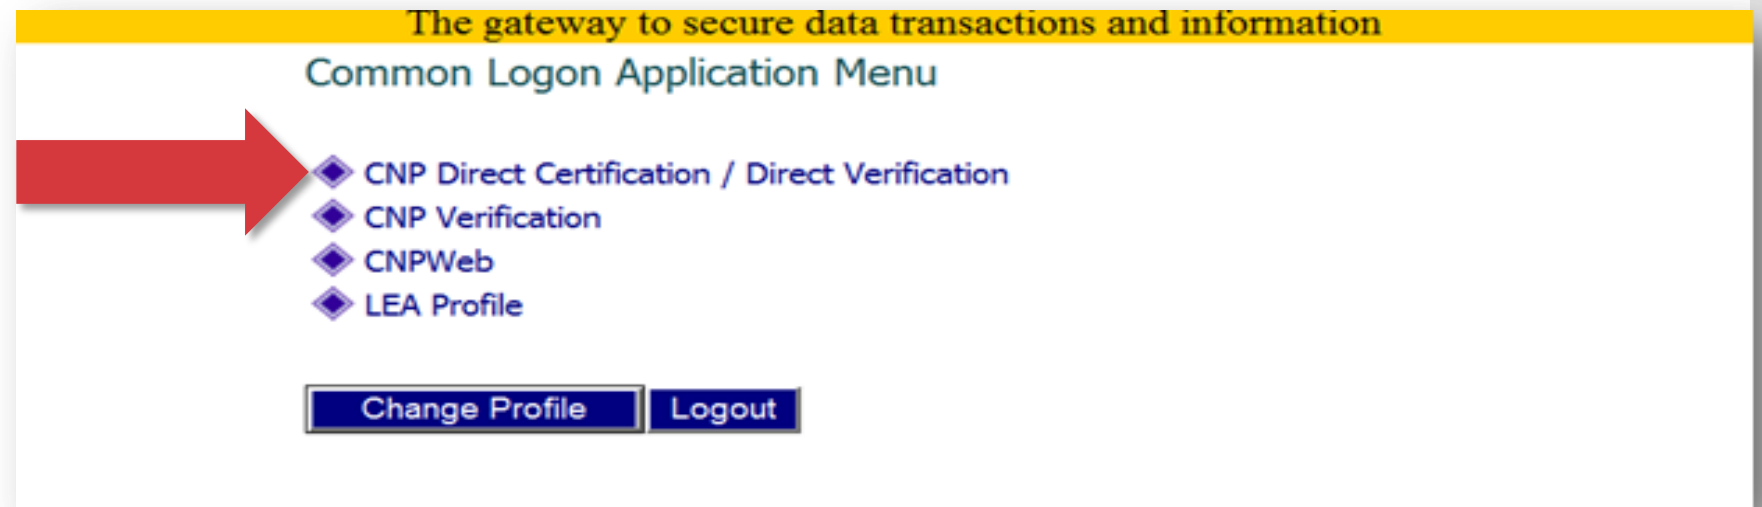 The gateway to secure data transactions and information
Common Logon Application Menu
CNP Direct Certification / Direct Verification
CNP Verification
CNPWeb
LEA Profile
Change Profile
Logout